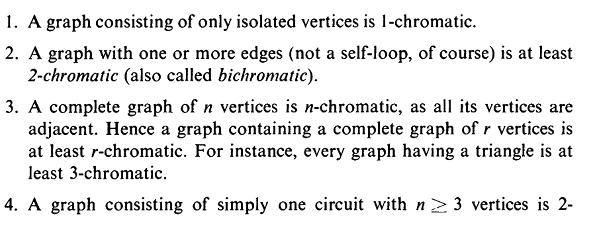 1. A graph consisting of only isolated vertices is 1-chromatic.
2. A graph with one or more edges (not a self-loop, of course) is at least
2-chromatic (also called bichromatic).
3. A complete graph of n vertices is n-chromatic, as all its vertices are
adjacent. Hence a graph containing a complete graph of r vertices is
at least r-chromatic. For instance, every graph having a triangle is at
least 3-chromatic.
4. A graph consisting of simply one circuit with n ≥ 3 vertices is 2-